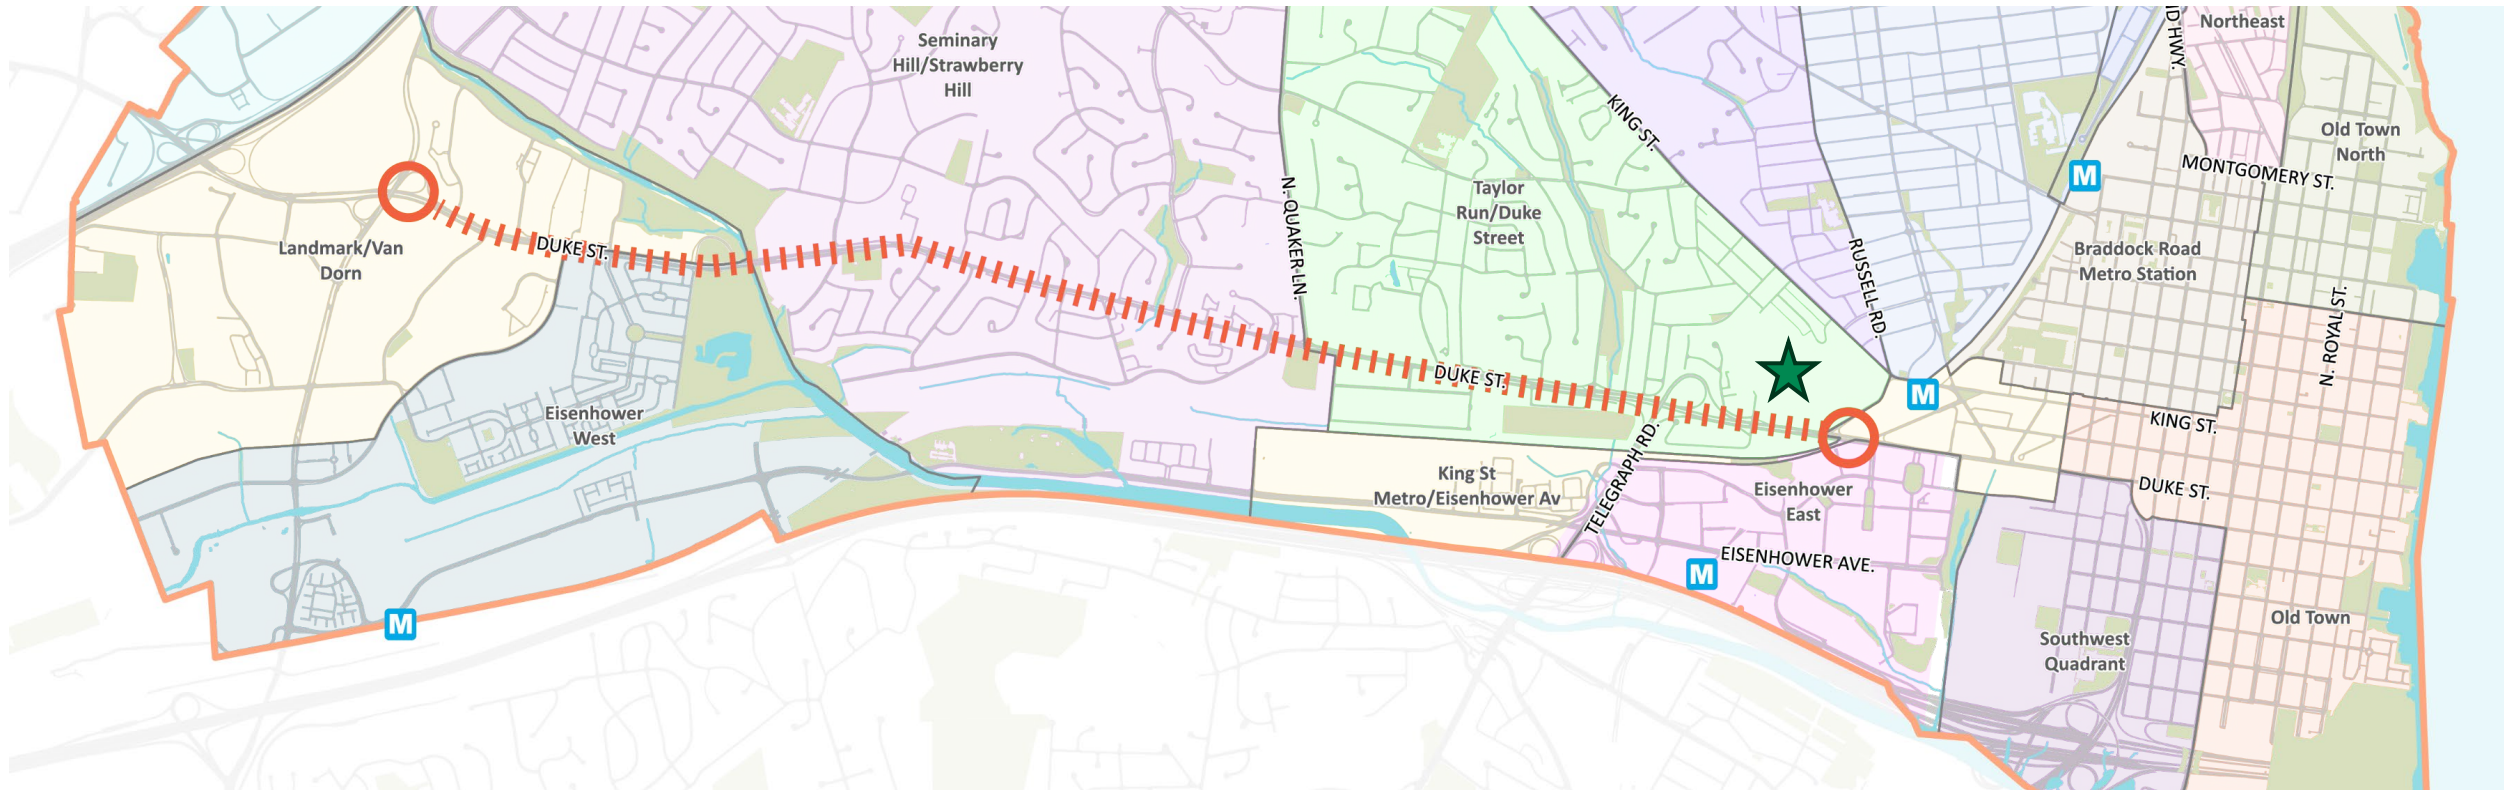 Northeast
Seminary
Hill/Strawberry
Hill
HWY.
KING ST.
Old Town
North
MONTGOMERY ST.
M
N. QUAKER LN.
Taylor
Run/Duke
Street
Landmark/Van
Dorn
DUKE ST.
RUSSELL RD.
Braddock Road
Metro Station
N. ROYAL ST.
DUKE ST.
M
Eisenhower
West
KING ST.
King St
Metro/Eisenhower Av
TELEGRAPH RD.
Eisenhower
East
DUKE ST.
EISENHOWER AVE.
M
M
Old Town
Southwest
Quadrant